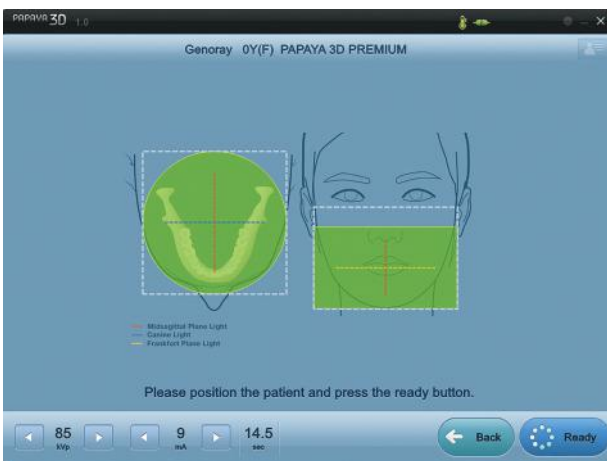 PAPAYA 3D 1.0
Genoray 0Y(F) PAPAYA 3D PREMIUM
Midsagittal Plane Light
Canine Light
Frankfort Plane Light
Please position the patient and press the ready button.
85 9 14.5 Back Ready
kVp mA sec